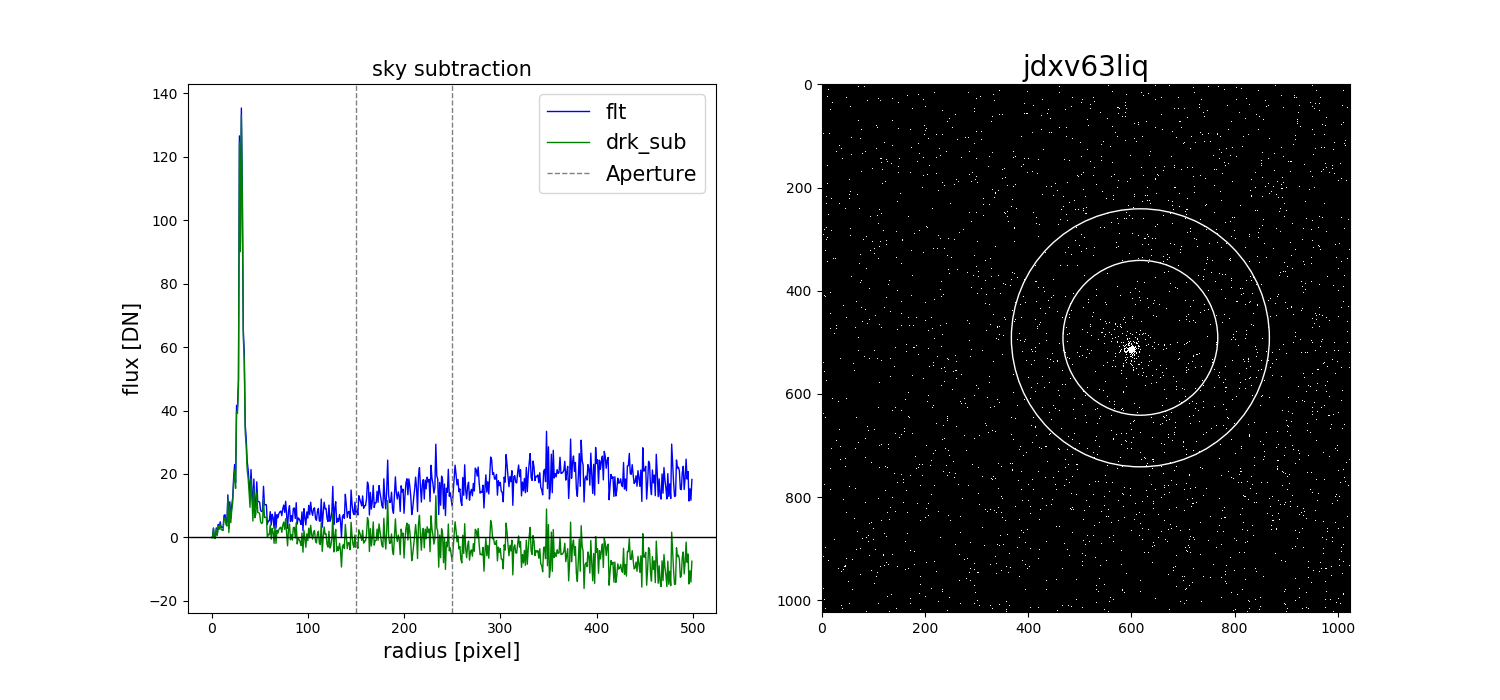 sky subtraction
flt
drk_sub
Aperture
140
120
100
80
60
40
20
0
−20
flux [DN]
0 100 200 300 400 500
radius [pixel]
jdxv63liq
0
200
400
600
800
1000
0 200 400 600 800 1000